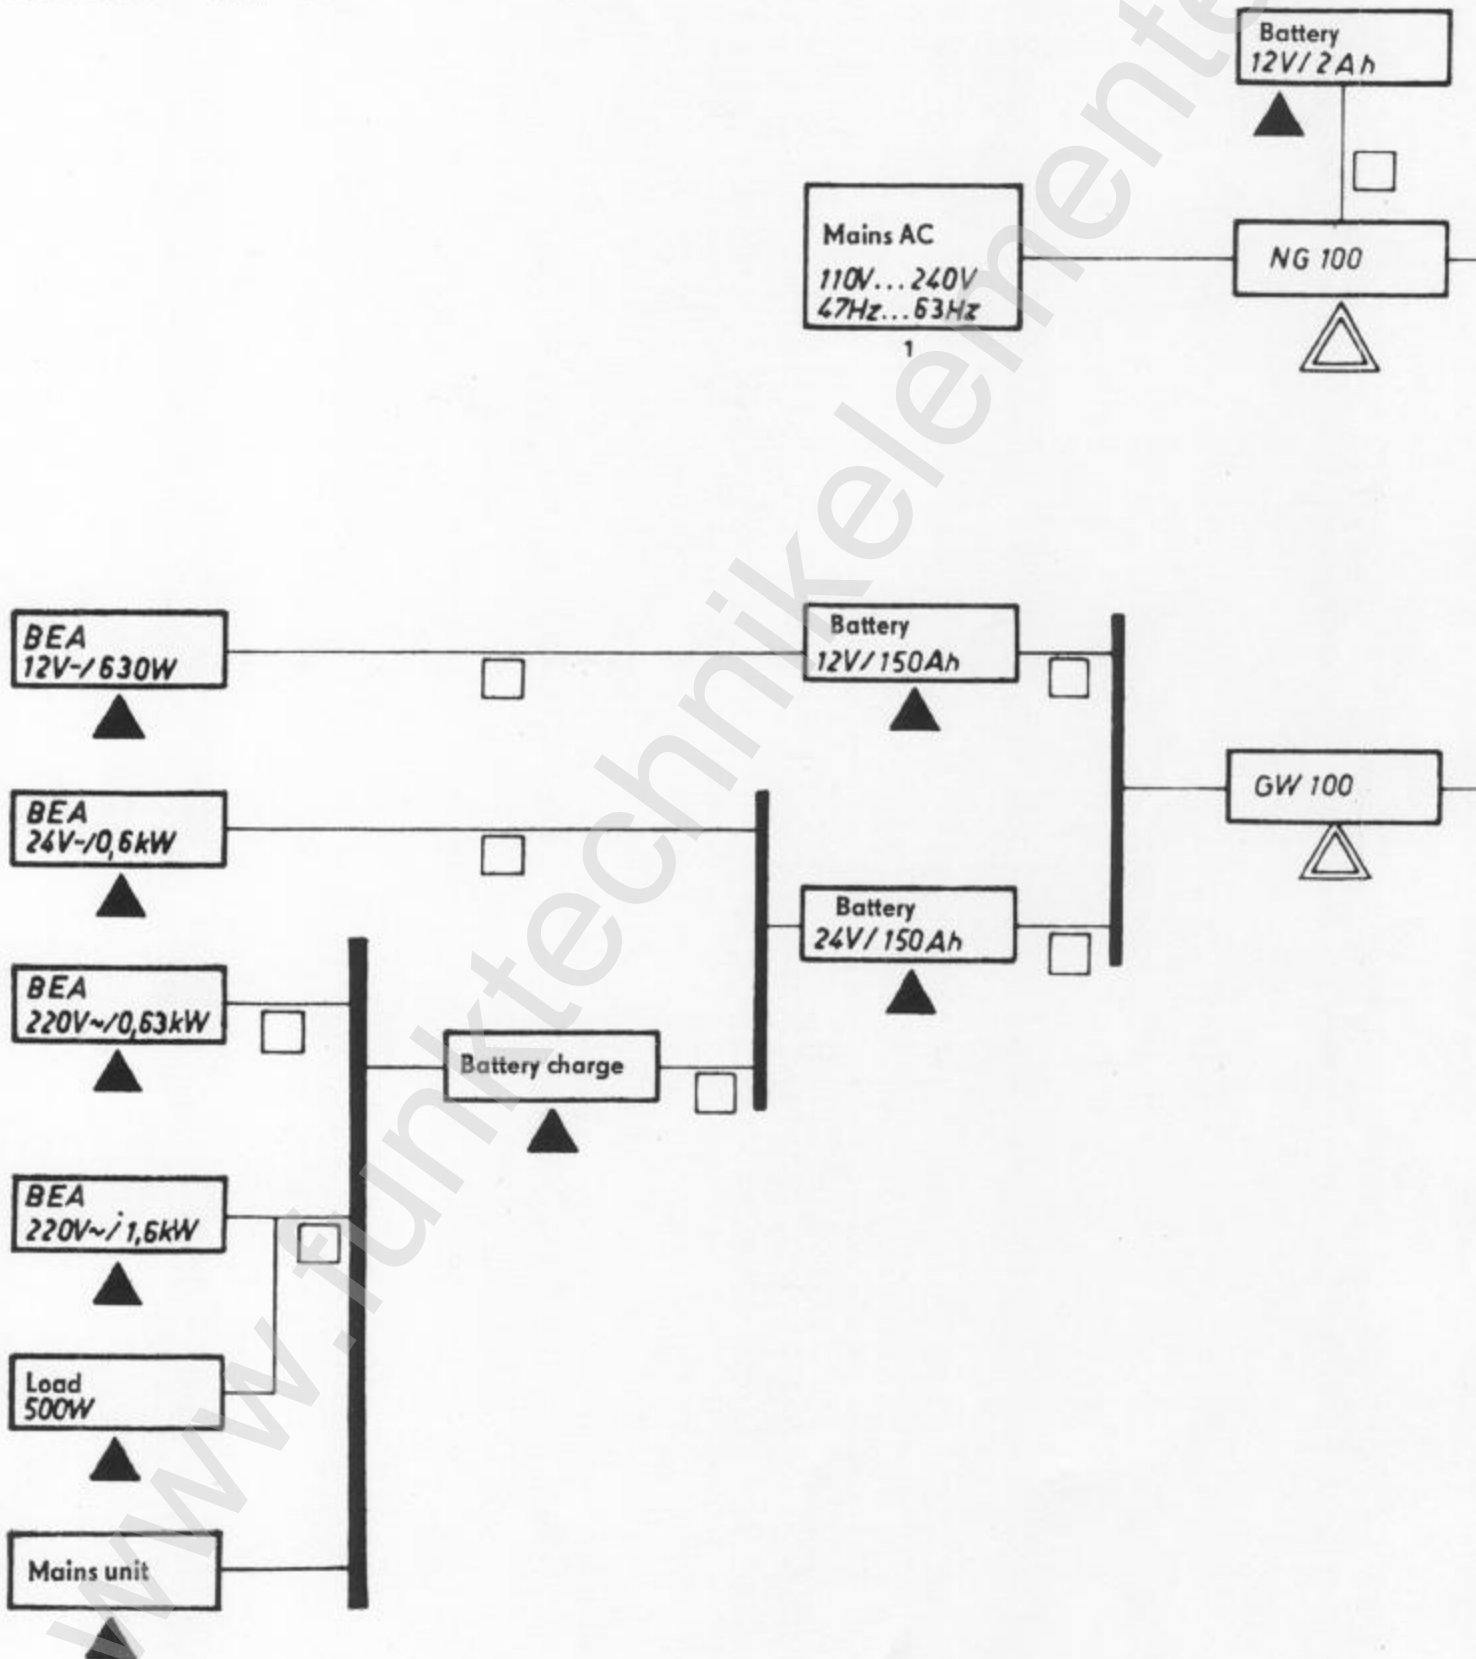 Battery
12V/2Ah
Mains AC
110V...240V
47Hz...63Hz
1
NG 100
BEA
12V-/630W
Battery
12V/150Ah
BEA
24V-/0,6kW
GW 100
Battery
24V/150Ah
BEA
220V~/0,63kW
Battery charge
BEA
220V~/1,6kW
Load
500W
Mains unit
www.funktechnikelemente